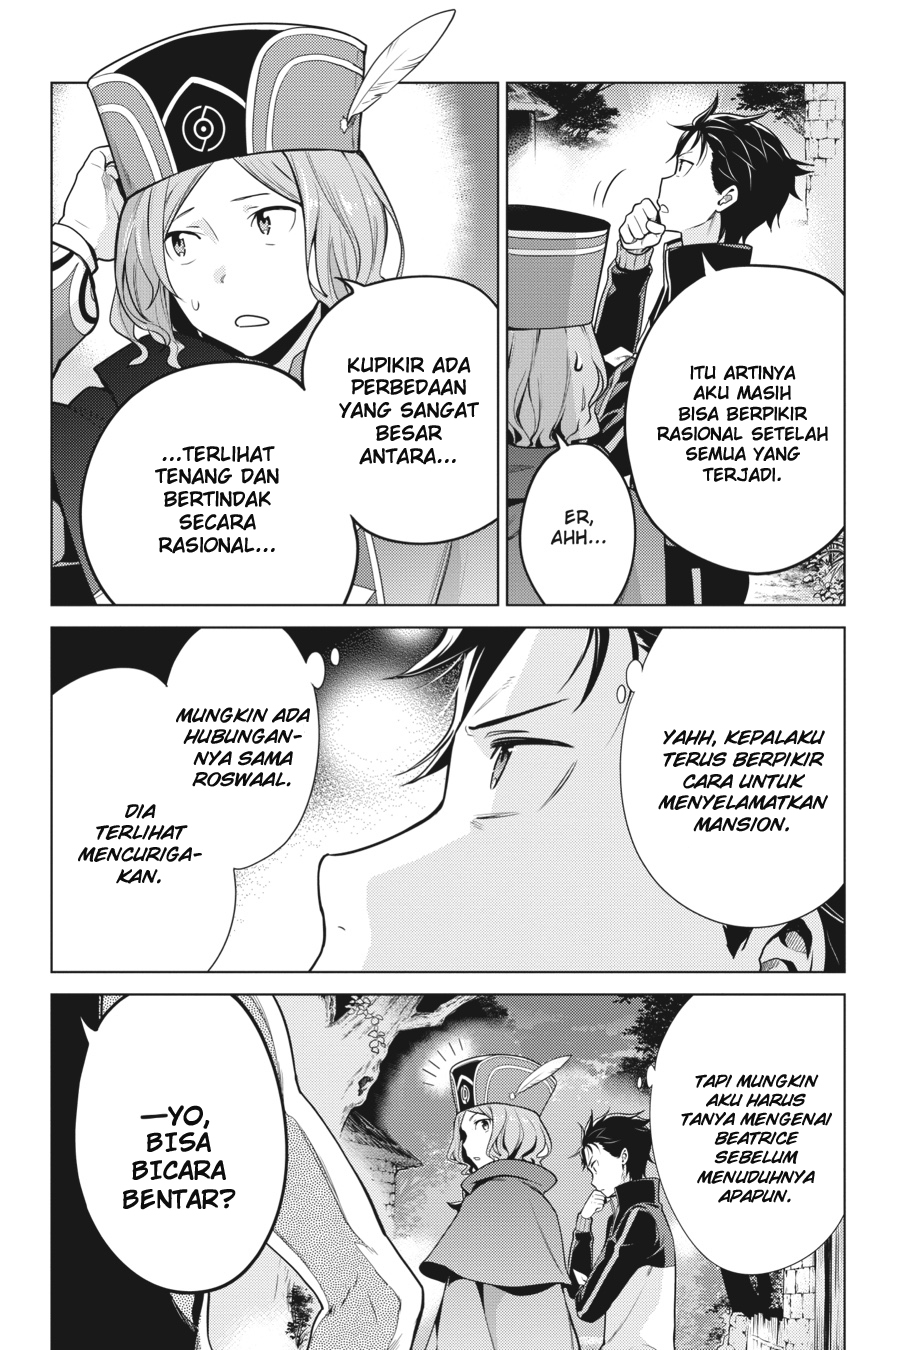 ITU ARTINYA
AKU MASIH
BISA BERPIKIR
RASIONAL SETELAH
SEMUA YANG
TERJADI.
ER,
AHH...
KUPIKIR ADA
PERBEDAAN
YANG SANGAT
BESAR
ANTARA...
...TERLIHAT
TENANG DAN
BERTINDAK
SECARA
RASIONAL...
YAHH, KEPALAKU
TERUS BERPIKIR
CARA UNTUK
MENYELAMATKAN
MANSION.
MUNGKIN ADA
HUBUNGAN-
NYA SAMA
ROSWAAL.
DIA
TERLIHAT
MENCURIGA-
KAN.
TAPI MUNGKIN
AKU HARUS
TANYA MENGENAI
BEATRICE
SEBELUM
MENUDUHNYA
APAPUN.
—YO,
BISA
BICARA
BENTAR?